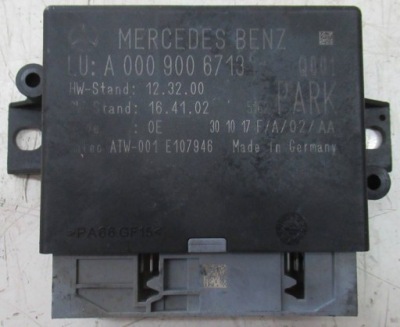 MERCEDES BENZ
LU: A 000 900 6713
HW-Stand: 12.32.00
Stand: 16.41.02 PARK
: 0E 30 10 17 F/A/02/AA
ATW-001 E107946 Made in Germany